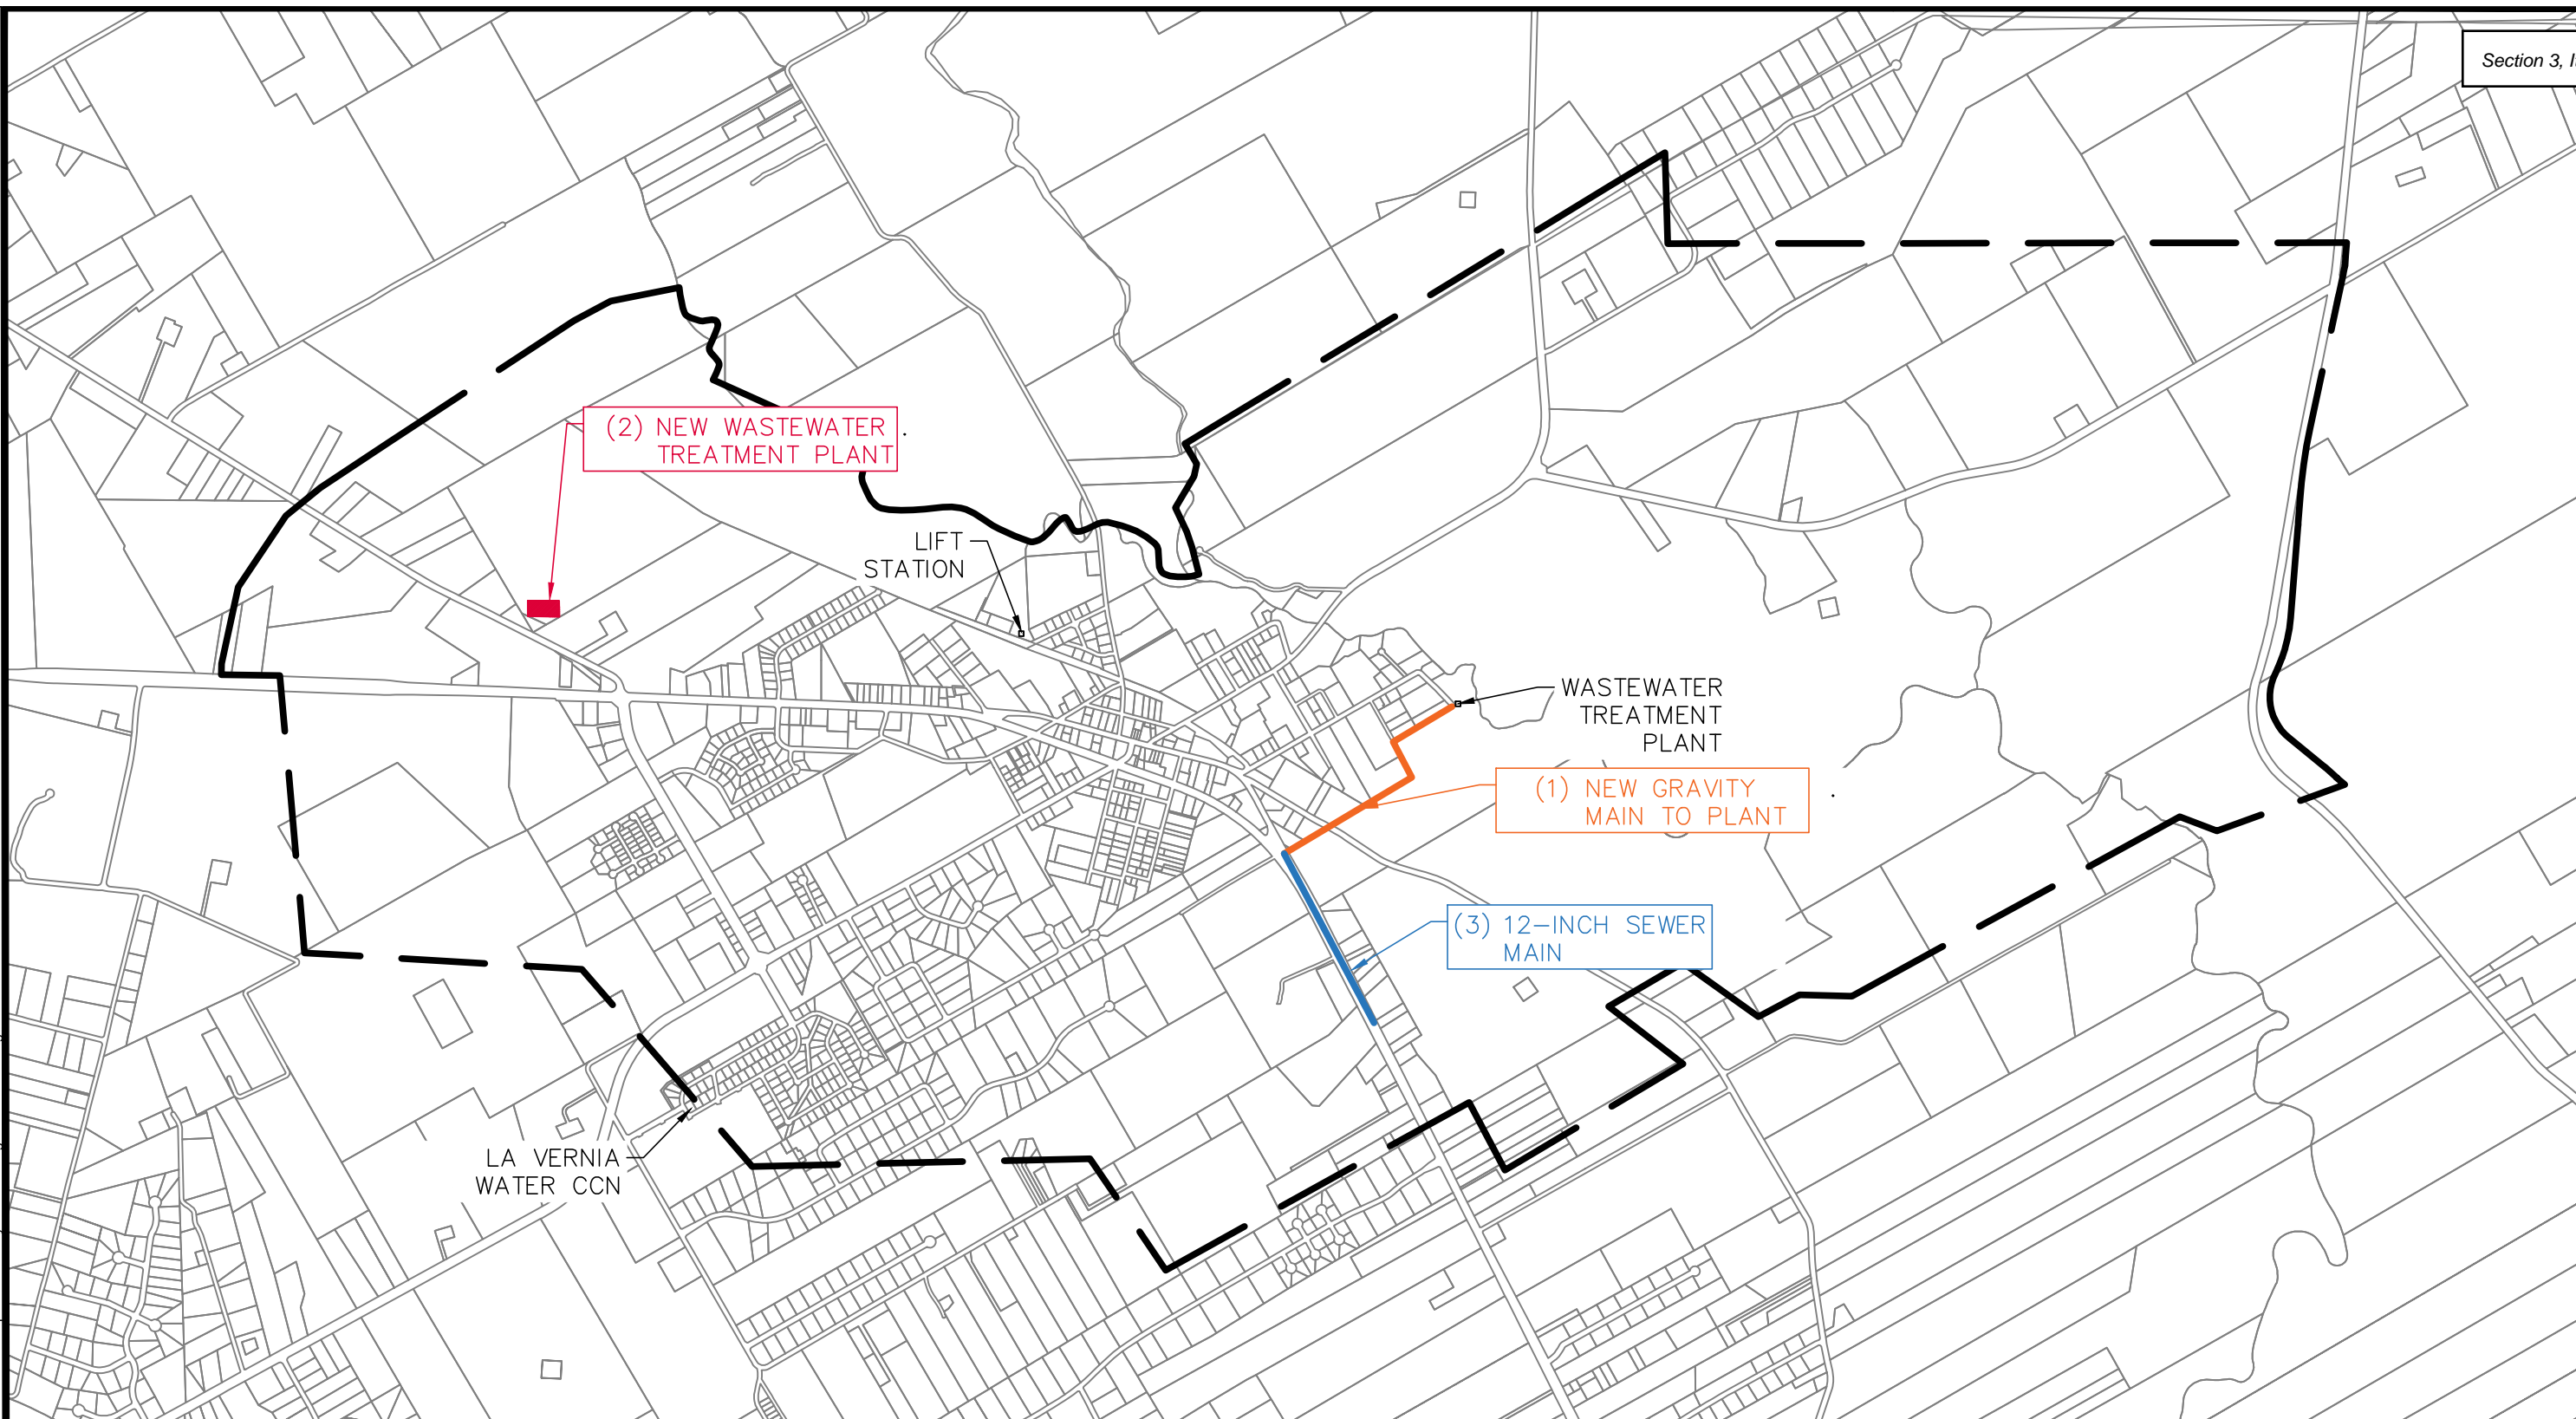 Section 3,
(2) NEW WASTEWATER
TREATMENT PLANT
LIFT
STATION
WASTEWATER
TREATMENT
PLANT
(1) NEW GRAVITY
MAIN TO PLANT
(3) 12-INCH SEWER
MAIN
LA VERNIA
WATER CCN